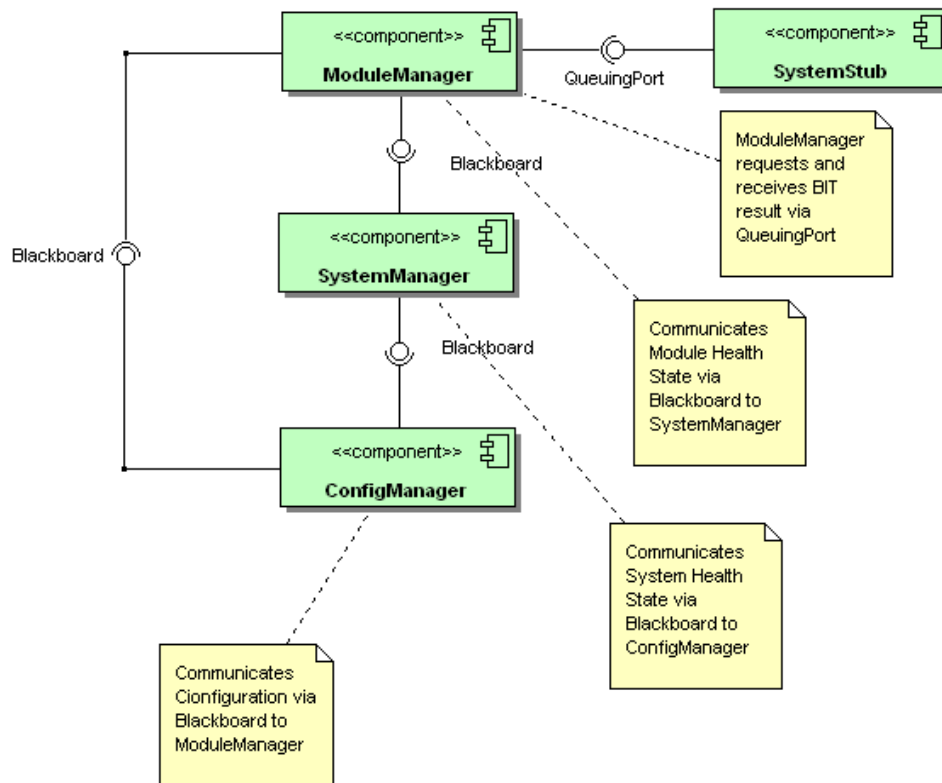 <<component>>
ModuleManager
QueuingPort
<<component>>
SystemStub
ModuleManager
requests and
receives BIT
result via
QueuingPort
Blackboard
Blackboard
<<component>>
SystemManager
Communicates
Module Health
State via
Blackboard to
SystemManager
Blackboard
<<component>>
ConfigManager
Communicates
System Health
State via
Blackboard to
ConfigManager
Communicates
Cionfiguration via
Blackboard to
ModuleManager